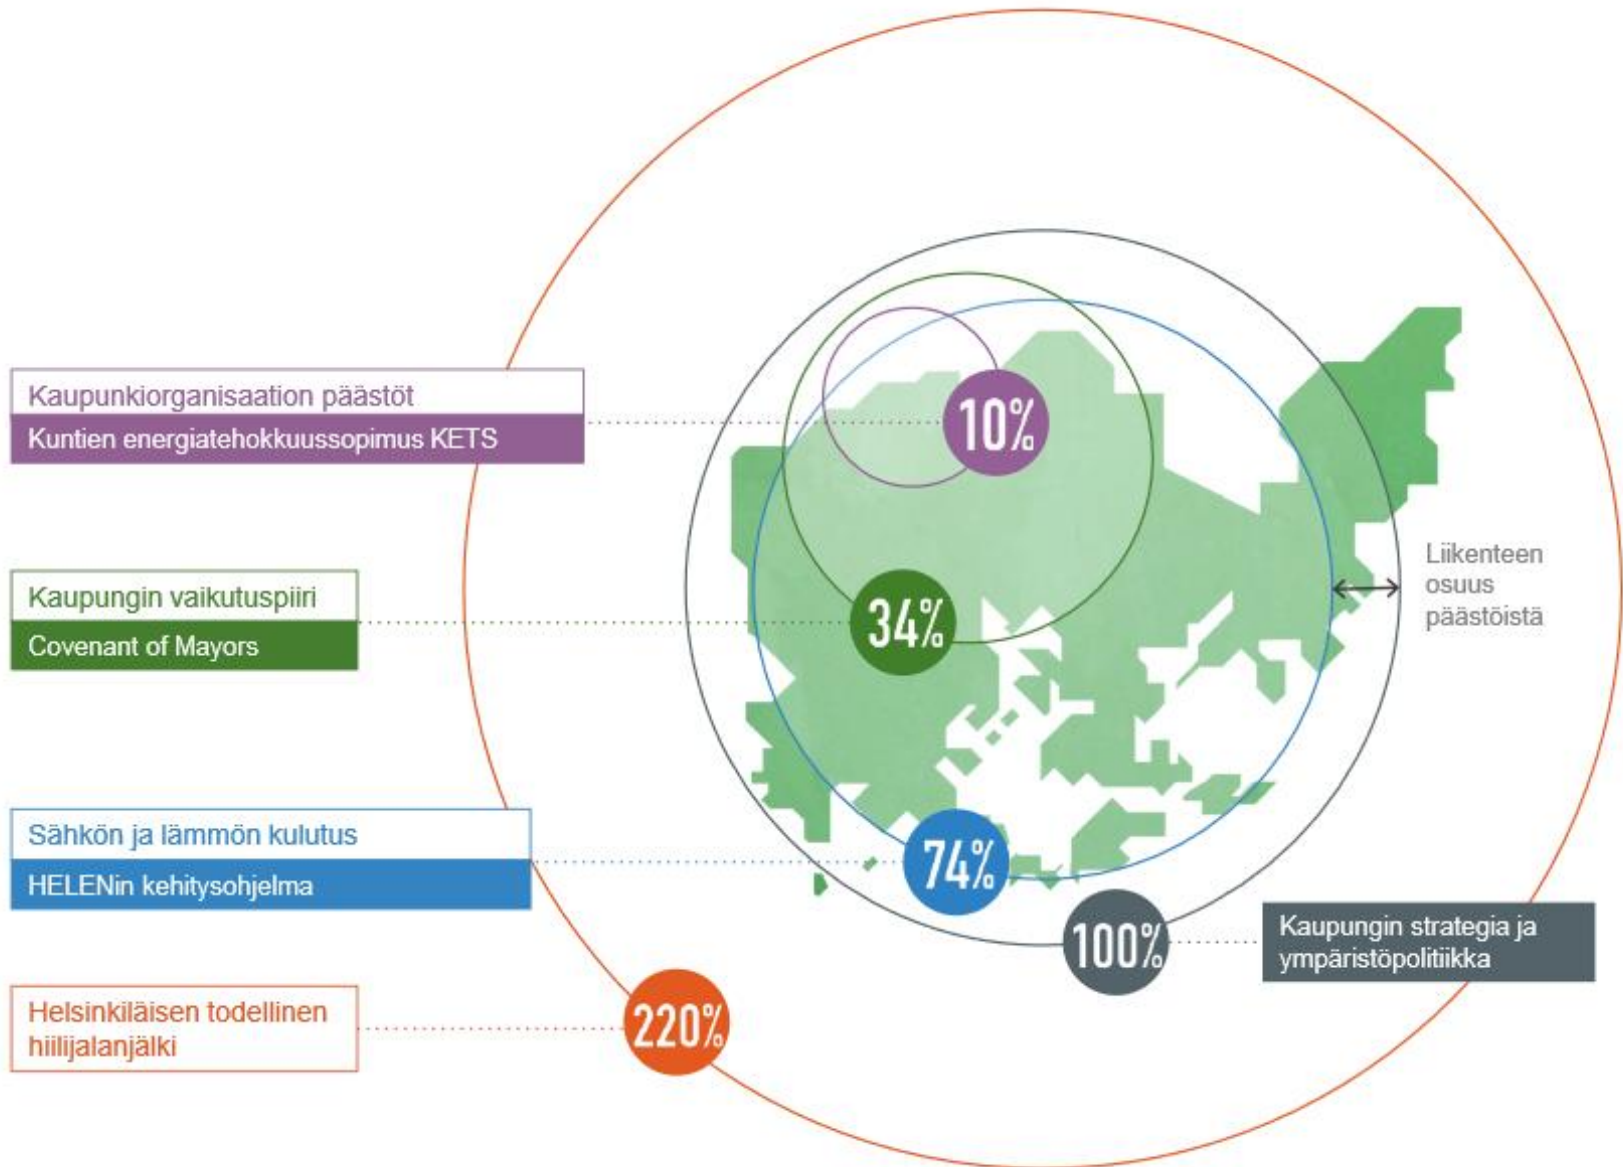 Kaupunkiorganisaation päästöt
Kuntien energiatehokkuussopimus KETS
10%
Kaupungin vaikutuspiiri
Covenant of Mayors
34%
Liikenteen
osuus
päästöistä
Sähkön ja lämmön kulutus
HELENin kehitysohjelma
74%
100%
Kaupungin strategia ja
ympäristöpolitiikka
Helsinkiläisen todellinen
hiilijalanjälki
220%